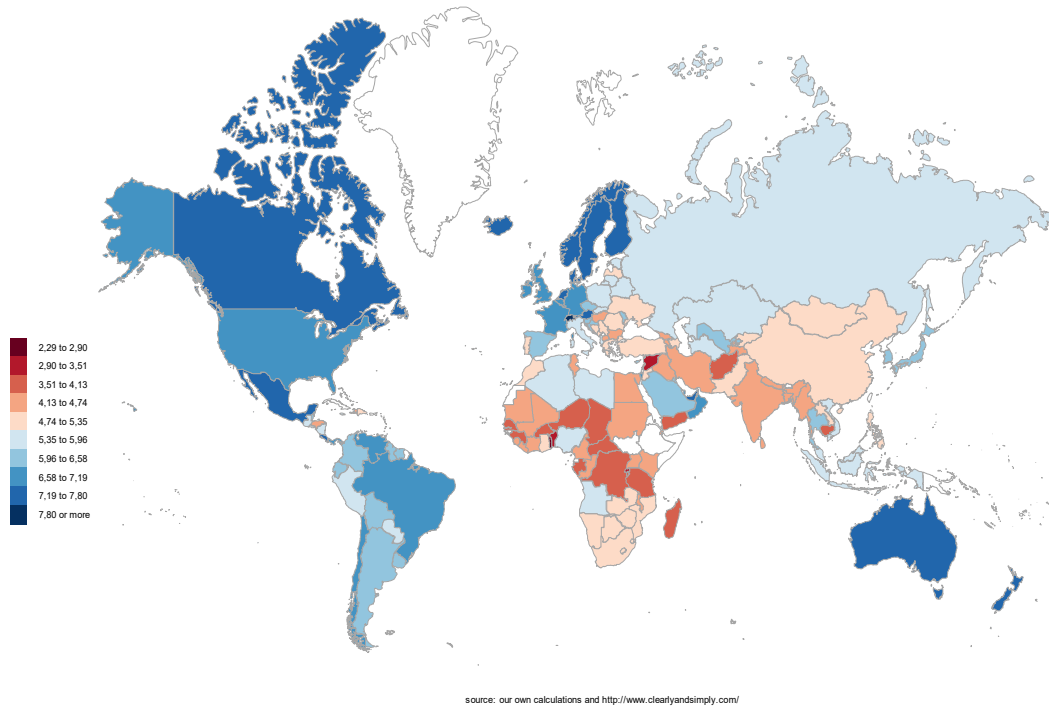 2,29 to 2,90
2,90 to 3,51
3,51 to 4,13
4,13 to 4,74
4,74 to 5,35
5,35 to 5,96
5,96 to 6,58
6,58 to 7,19
7,19 to 7,80
7,80 or more
source: our own calculations and http://www.clearlyandsimply.com/